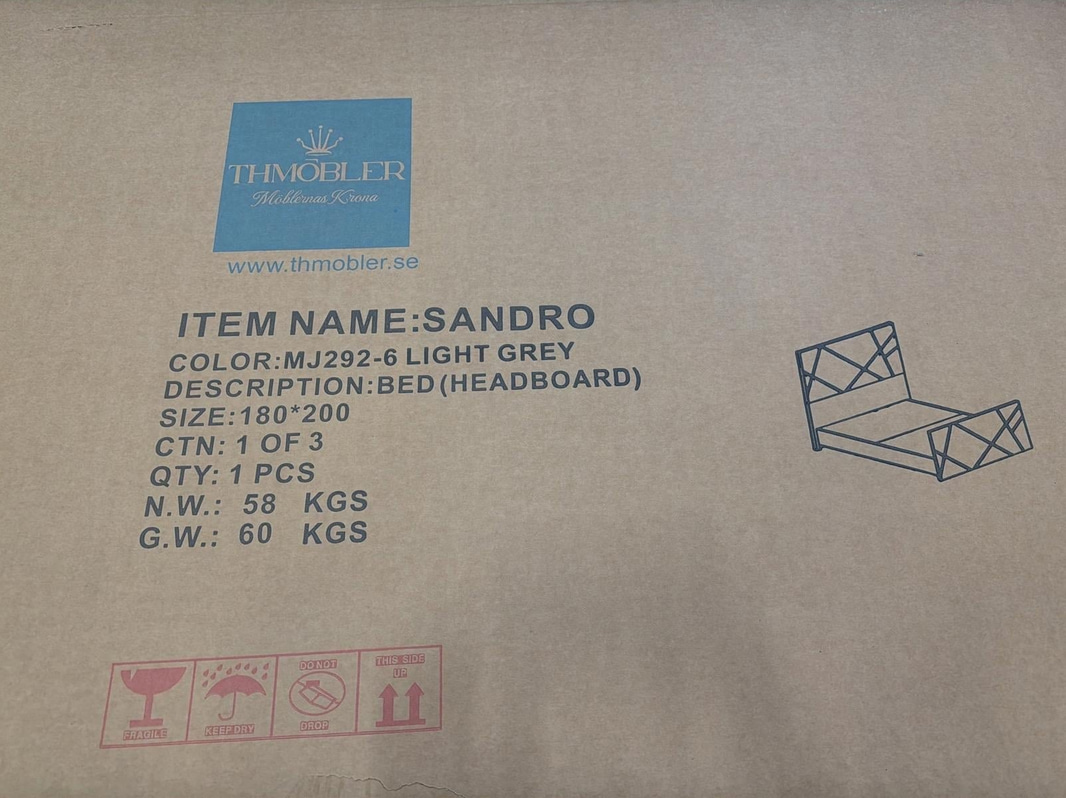 THMÖBLER
Möblernas Krona
www.thmobler.se
ITEM NAME:SANDRO
COLOR:MJ292-6 LIGHT GREY
DESCRIPTION:BED(HEADBOARD)
SIZE:180*200
CTN: 1 OF 3
QTY: 1 PCS
N.W.: 58 KGS
G.W.: 60 KGS
FRAGILE
KEEP DRY
DO NOT
DROP
THIS SIDE
UP